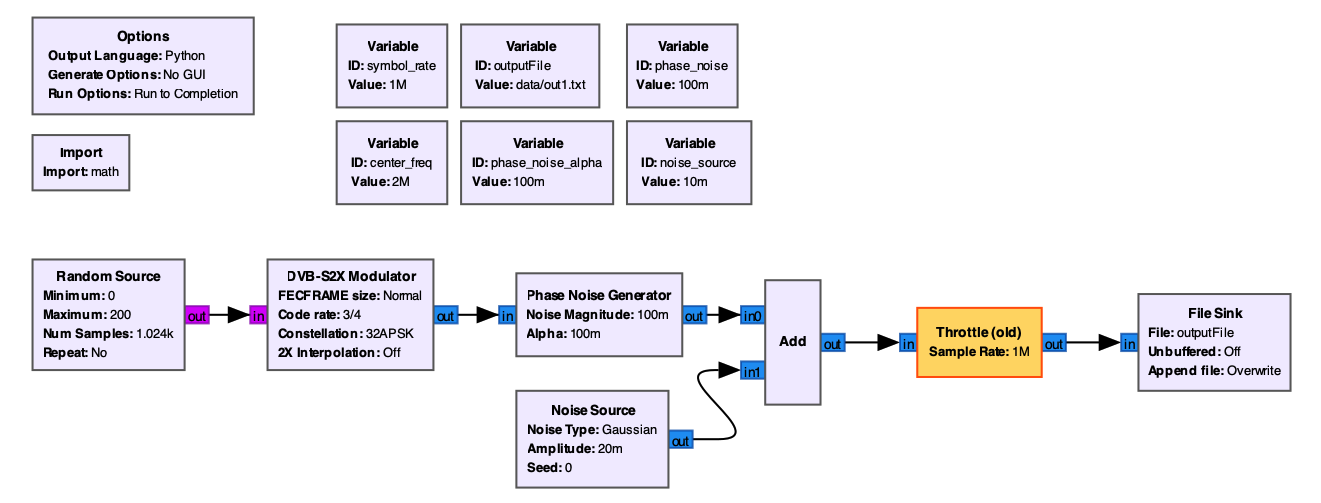 Options
Output Language: Python
Generate Options: No GUI
Run Options: Run to Completion
Import
Import: math
Variable
ID: symbol_rate
Value: 1M
Variable
ID: outputFile
Value: data/out1.txt
Variable
ID: phase_noise
Value: 100m
Variable
ID: center_freq
Value: 2M
Variable
ID: phase_noise_alpha
Value: 100m
Variable
ID: noise_source
Value: 10m
Random Source
Minimum: 0
Maximum: 200
Num Samples: 1.024k
Repeat: No
out
in
DVB-S2X Modulator
FECFRAME size: Normal
Code rate: 3/4
Constellation: 32APSK
2X Interpolation: Off
out
in
Phase Noise Generator
Noise Magnitude: 100m
Alpha: 100m
out
Noise Source
Noise Type: Gaussian
Amplitude: 20m
Seed: 0
out
in0
in1
Add
out
in
Throttle (old)
Sample Rate: 1M
out
in
File Sink
File: outputFile
Unbuffered: Off
Append file: Overwrite